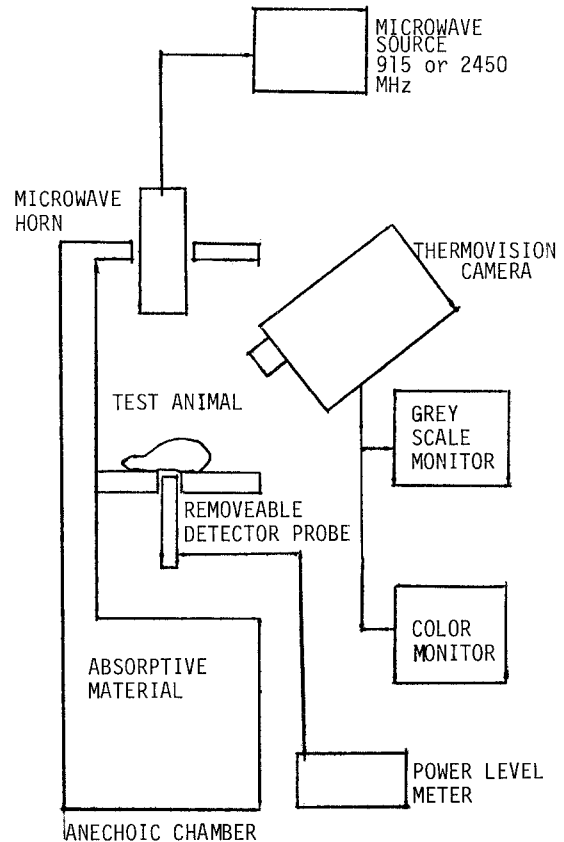 MICROWAVE
SOURCE
915 or 2450
MHz
MICROWAVE
HORN
THERMOVISION
CAMERA
TEST ANIMAL
GREY
SCALE
MONITOR
REMOVEABLE
DETECTOR PROBE
COLOR
MONITOR
ABSORPTIVE
MATERIAL
POWER LEVEL
METER
ANECHOIC CHAMBER